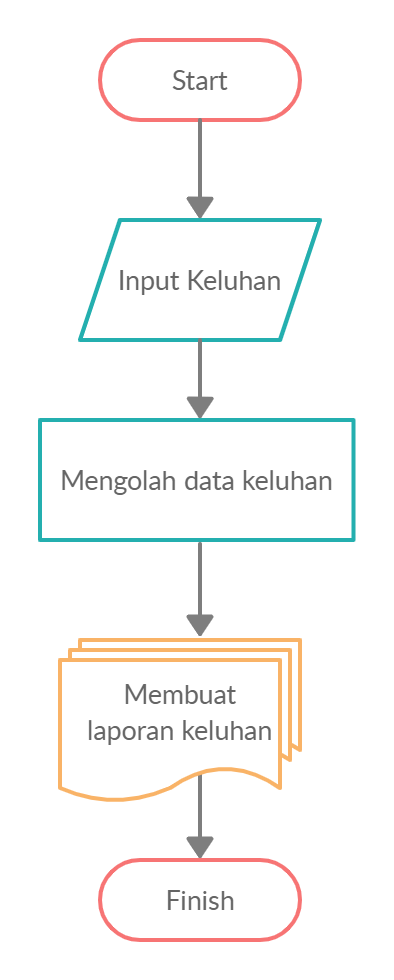 Start
Input Keluhan
Mengolah data keluhan
Membuat
laporan keluhan
Finish